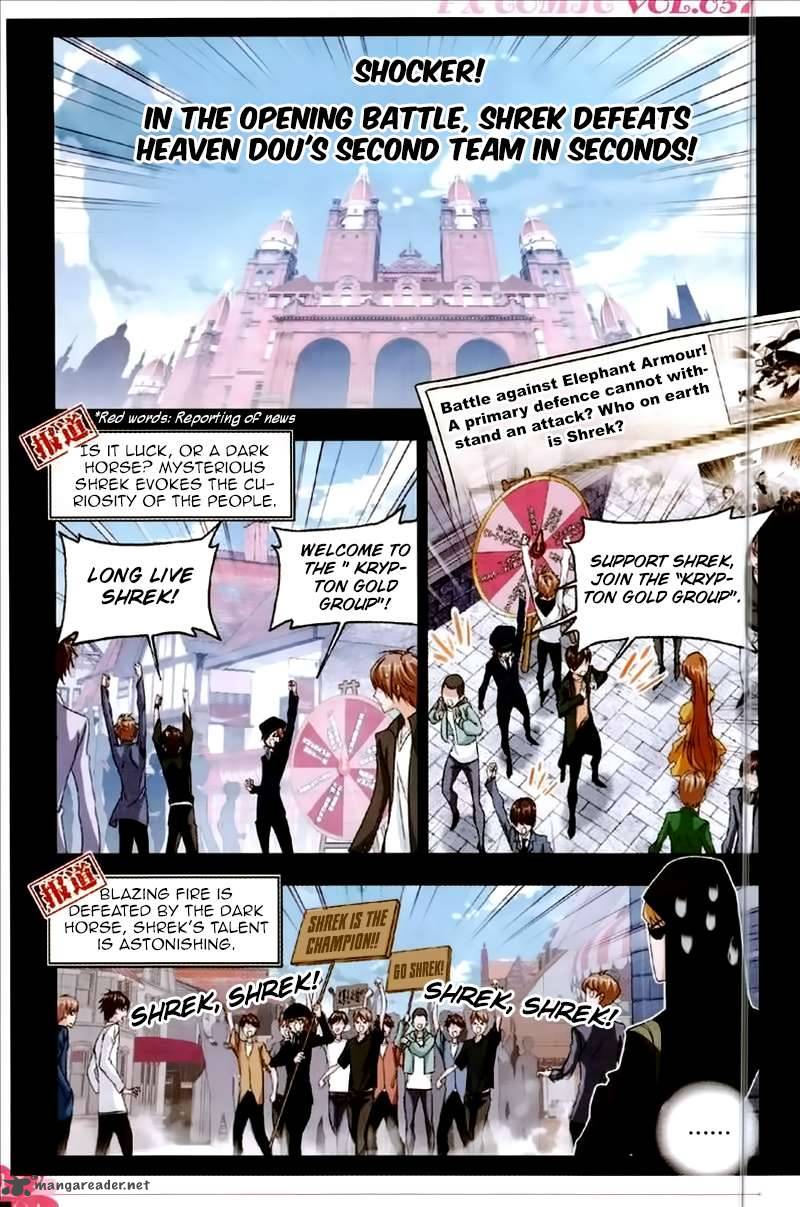 FX COMIC VOL.057
SHOCKER!
IN THE OPENING BATTLE, SHREK DEFEATS
HEAVEN DOU'S SECOND TEAM IN SECONDS!
Battle against Elephant Armour!
A primary defence cannot with-
stand an attack? Who on earth
is Shrek?
*Red words: Reporting of news
报道
IS IT LUCK, OR A DARK
HORSE? MYSTERIOUS
SHREK EVOKES THE CU-
RIOSITY OF THE PEOPLE.
LONG LIVE
SHREK!
WELCOME TO
THE " KRYP-
TON GOLD
GROUP"!
SUPPORT SHREK,
JOIN THE "KRYP-
TON GOLD GROUP".
报道
BLAZING FIRE IS
DEFEATED BY THE DARK
HORSE, SHREK'S TALENT
IS ASTONISHING.
SHREK IS THE
CHAMPION!!
GO SHREK!
SHREK, SHREK!
SHREK, SHREK!
......
mangareader.net